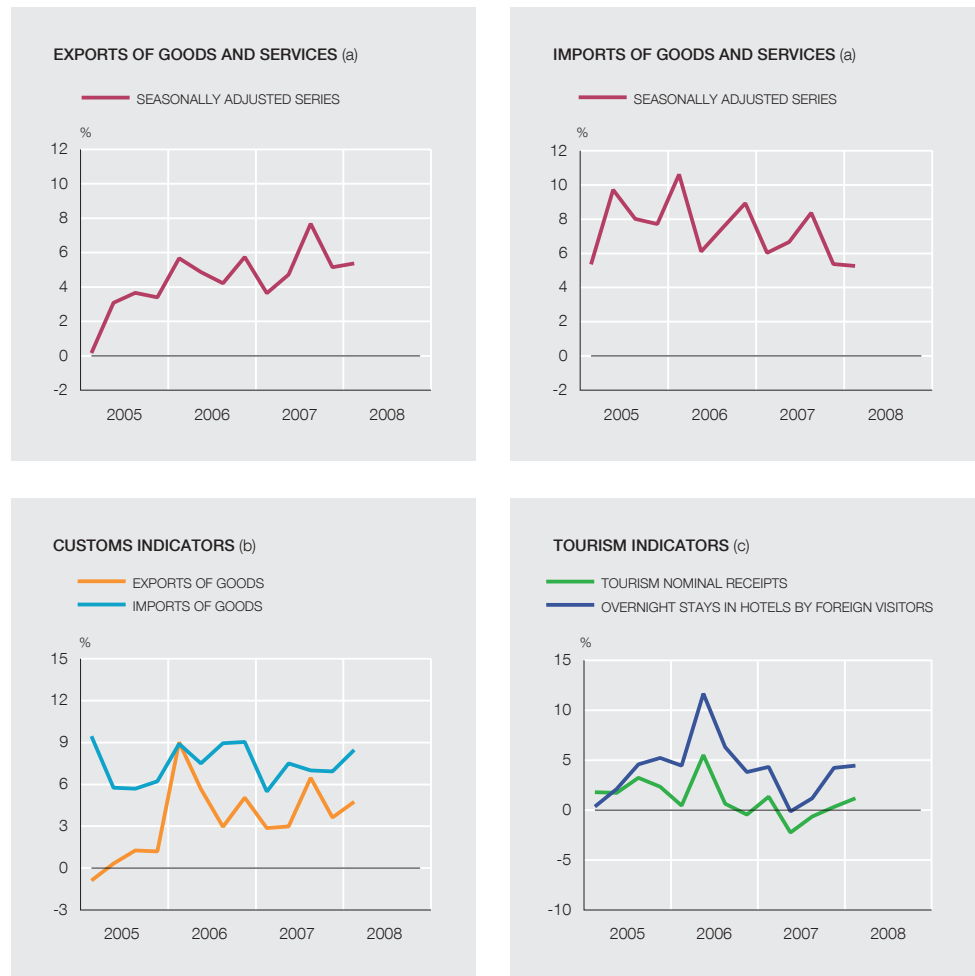 EXPORTS OF GOODS AND SERVICES (a)
SEASONALLY ADJUSTED SERIES
%
12
10
8
6
4
2
0
-2
2005 2006 2007 2008
IMPORTS OF GOODS AND SERVICES (a)
SEASONALLY ADJUSTED SERIES
%
12
10
8
6
4
2
0
-2
2005 2006 2007 2008
CUSTOMS INDICATORS (b)
EXPORTS OF GOODS
IMPORTS OF GOODS
%
15
12
9
6
3
0
-3
2005 2006 2007 2008
TOURISM INDICATORS (c)
TOURISM NOMINAL RECEIPTS
OVERNIGHT STAYS IN HOTELS BY FOREIGN VISITORS
%
15
10
5
0
-5
-10
2005 2006 2007 2008